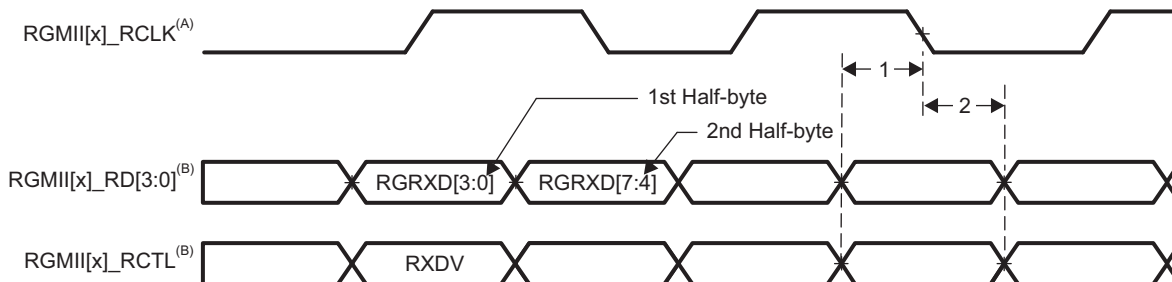 RGMII[x]_RCLK(A)
1
1st Half-byte
2
2nd Half-byte
RGMII[x]_RD[3:0](B)
RGRXD[3:0]
RGRXD[7:4]
RGMII[x]_RCTL(B)
RXDV